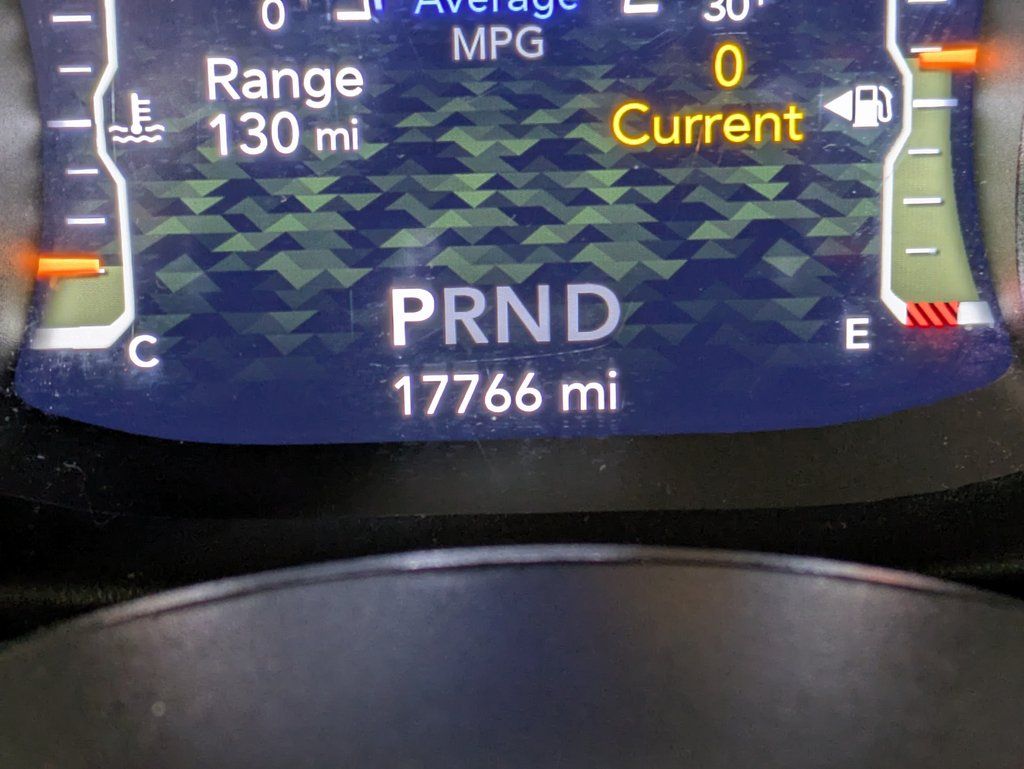 0
30+
Average
MPG
Range
130 mi
0
Current
C
E
PRND
17766 mi